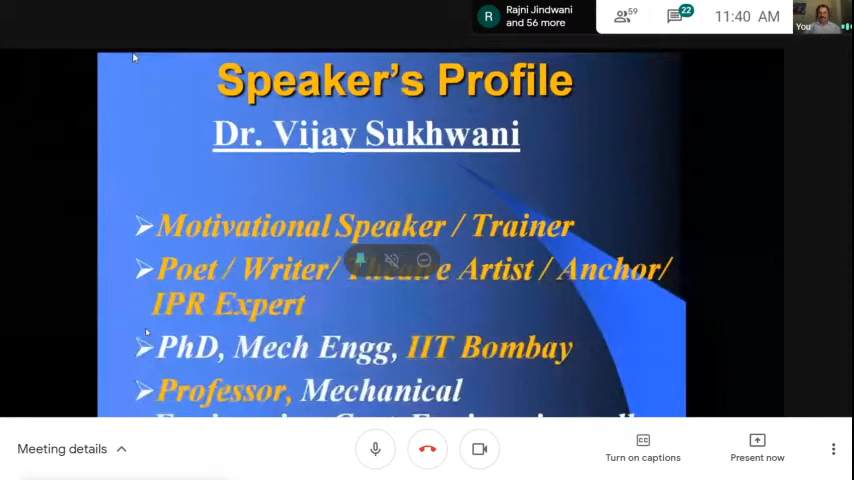 Rajni Jindwani
R
and 56 more
59
22
11:40 AM
You
Speaker's Profile
Dr. Vijay Sukhwani
Motivational Speaker / Trainer
Poet / Writer/ Theatre Artist / Anchor/
IPR Expert
PhD, Mech Engg, IIT Bombay
Professor, Mechanical
Meeting details
Turn on captions
Present now